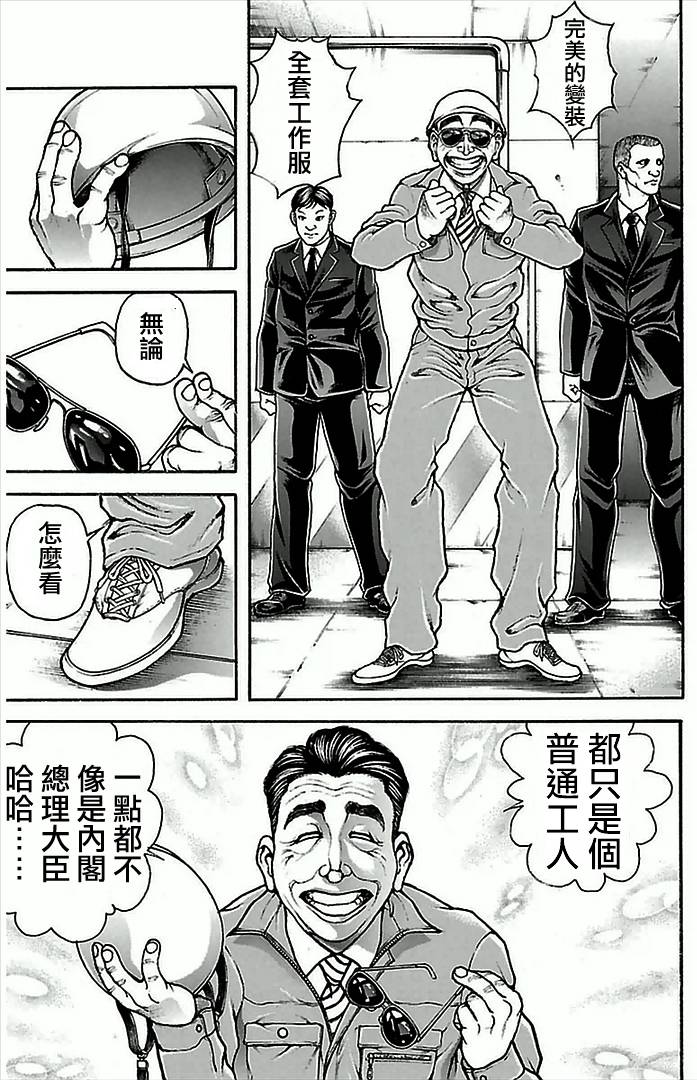 完美的變裝
全套工作服
無論
怎麼看
都只是個
普通工人
一點都不
像是內閣
總理大臣
哈哈……